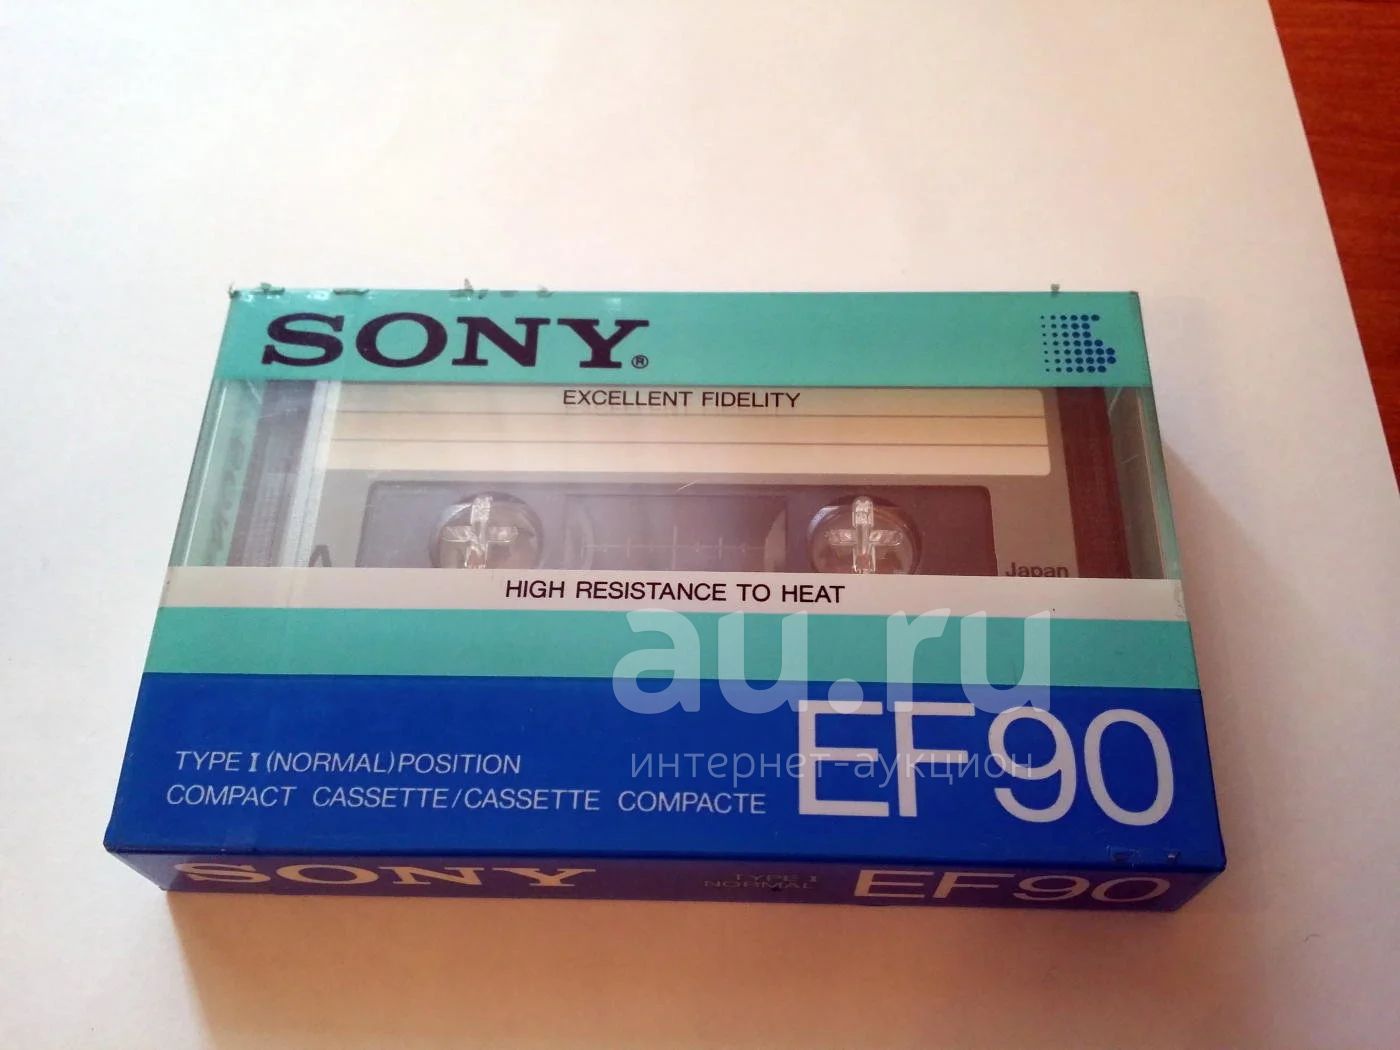 SONY®
EXCELLENT FIDELITY
A
Japan
HIGH RESISTANCE TO HEAT
au.ru
интернет-аукцион
EF90
TYPE I (NORMAL) POSITION
COMPACT CASSETTE/CASSETTE COMPACTE
SONY
TYPE I
NORMAL
EF90